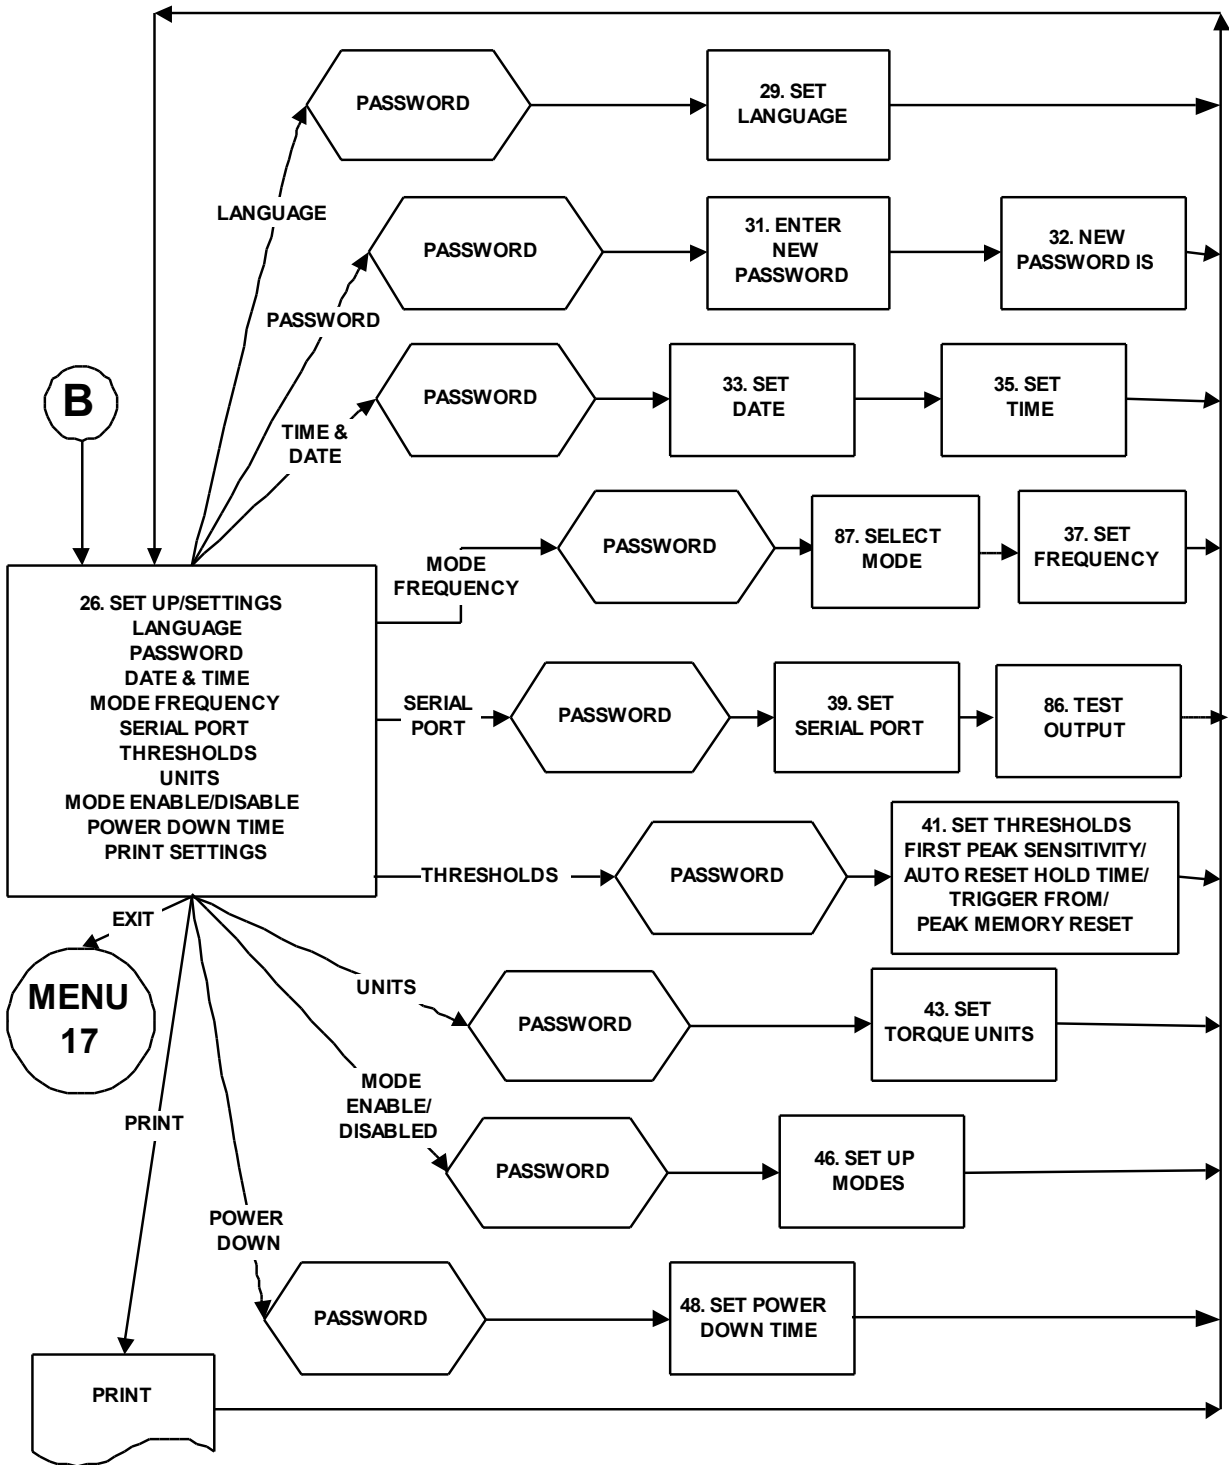 PASSWORD
29. SET
LANGUAGE
LANGUAGE
PASSWORD
31. ENTER
NEW
PASSWORD
32. NEW
PASSWORD IS
PASSWORD
B
TIME &
DATE
PASSWORD
33. SET
DATE
35. SET
TIME
MODE
FREQUENCY
PASSWORD
87. SELECT
MODE
37. SET
FREQUENCY
26. SET UP/SETTINGS
LANGUAGE
PASSWORD
DATE & TIME
MODE FREQUENCY
SERIAL PORT
THRESHOLDS
UNITS
MODE ENABLE/DISABLE
POWER DOWN TIME
PRINT SETTINGS
SERIAL
PORT
PASSWORD
39. SET
SERIAL PORT
86. TEST
OUTPUT
THRESHOLDS
PASSWORD
41. SET THRESHOLDS
FIRST PEAK SENSITIVITY/
AUTO RESET HOLD TIME/
TRIGGER FROM/
PEAK MEMORY RESET
EXIT
MENU
17
UNITS
PASSWORD
43. SET
TORQUE UNITS
MODE
ENABLE/
DISABLED
PASSWORD
46. SET UP
MODES
PRINT
POWER
DOWN
PASSWORD
48. SET POWER
DOWN TIME
PRINT